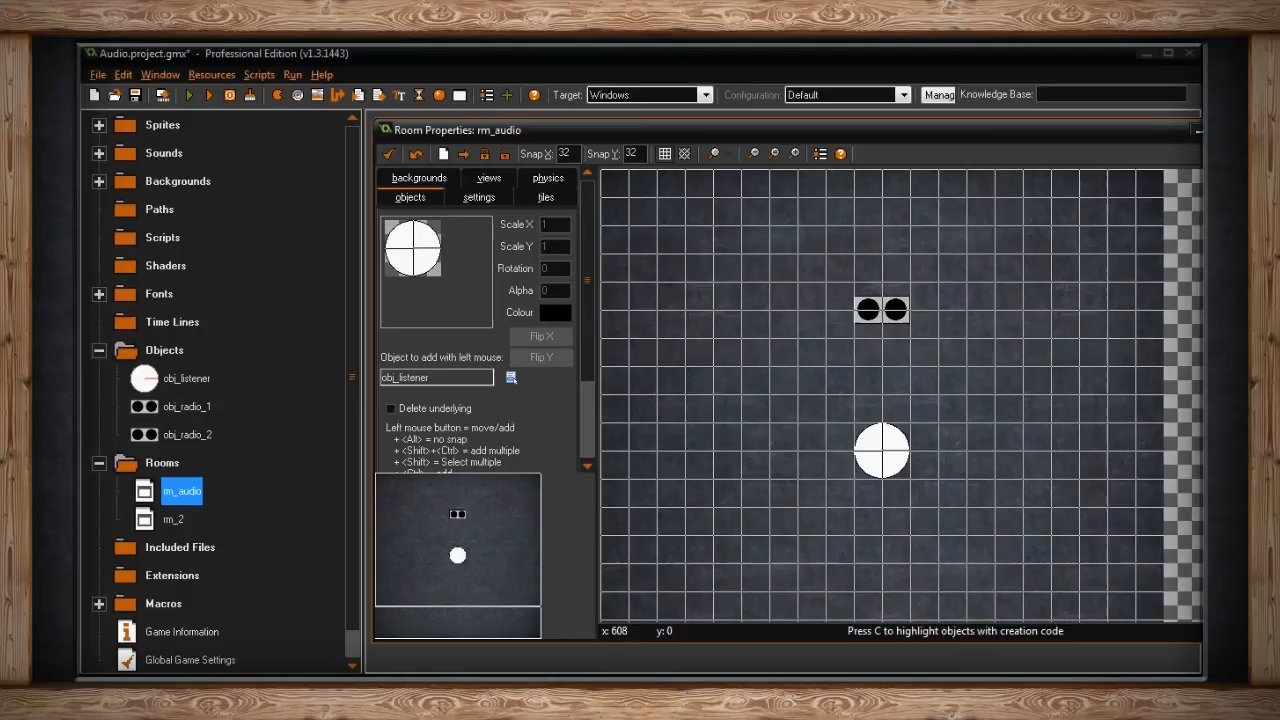 Audio.project.gmx* - Professional Edition (v1.3.1443)
File Edit Window Resources Scripts Run Help
Target: Windows Configuration: Default Manag Knowledge Base:
Sprites
Sounds
Backgrounds
Paths
Scripts
Shaders
Fonts
Time Lines
Objects
obj_listener
obj_radio_1
obj_radio_2
Rooms
rm_audio
rm_2
Included Files
Extensions
Macros
Game Information
Global Game Settings
Room Properties: rm_audio
Snap X: 32 Snap Y: 32
backgrounds views physics
objects settings tiles
Scale X 1
Scale Y 1
Rotation 0
Alpha 0
Colour
Flip X
Object to add with left mouse: Flip Y
obj_listener
Delete underlying
Left mouse button = move/add
+ <Alt> = no snap
+ <Shift>+<Ctrl> = add multiple
+ <Shift> = Select multiple
x: 608 y: 0 Press C to highlight objects with creation code